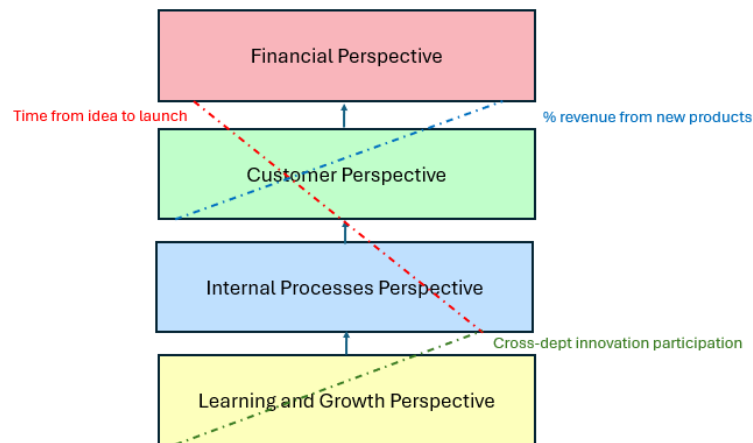 Financial Perspective
Time from idea to launch
% revenue from new products
Customer Perspective
Internal Processes Perspective
Cross-dept innovation participation
Learning and Growth Perspective